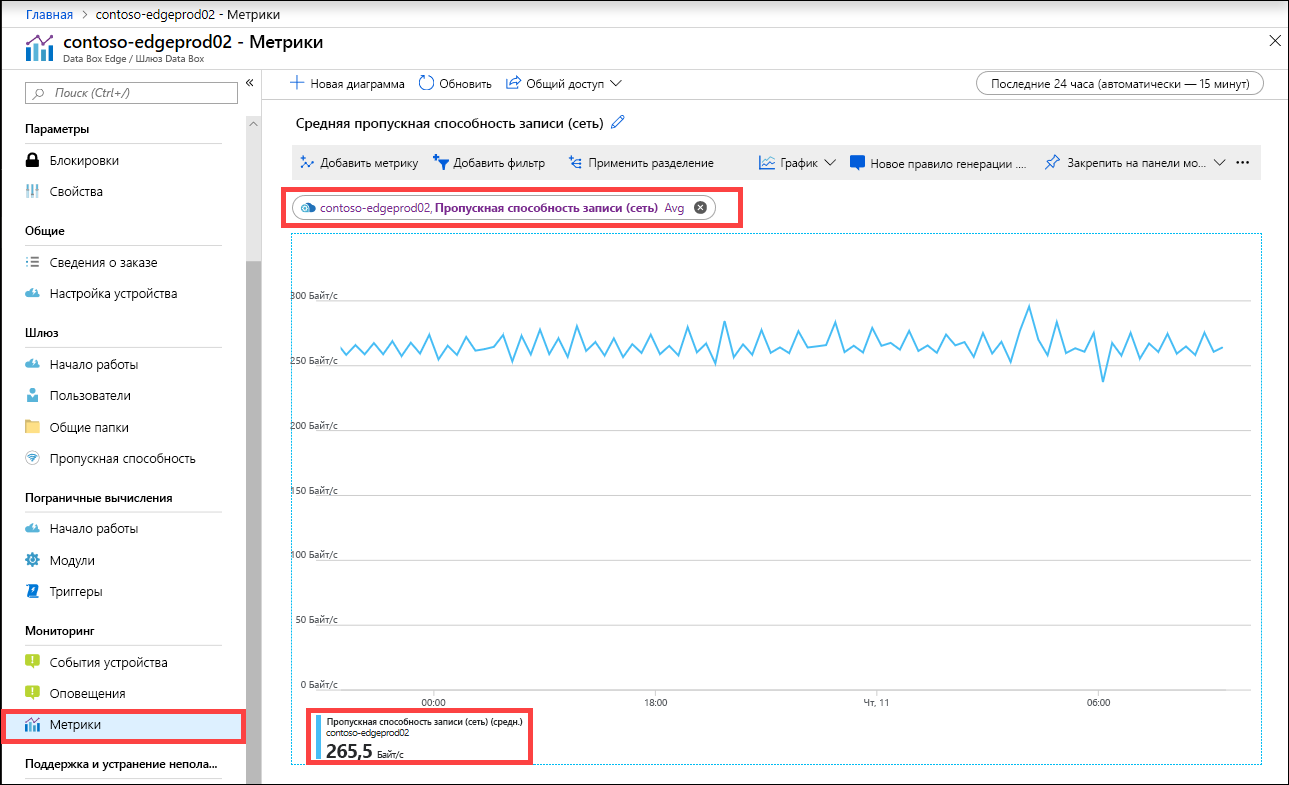 Главная > contoso-edgeprod02 - Метрики
contoso-edgeprod02 - Метрики
Data Box Edge / Шлюз Data Box
Поиск (Ctrl+/)
«
Параметры
Блокировки
Свойства
Общие
Сведения о заказе
Настройка устройства
Шлюз
Начало работы
Пользователи
Общие папки
Пропускная способность
Пограничные вычисления
Начало работы
Модули
Триггеры
Мониторинг
События устройства
Оповещения
Метрики
Поддержка и устранение непола...
Новая диаграмма Обновить Общий доступ
Последние 24 часа (автоматически — 15 минут)
Средняя пропускная способность записи (сеть)
Добавить метрику Добавить фильтр Применить разделение График Новое правило генерации .... Закрепить на панели мо... ...
contoso-edgeprod02, Пропускная способность записи (сеть) Avg
300 Байт/с
250 Байт/с
200 Байт/с
150 Байт/с
100 Байт/с
50 Байт/с
0 Байт/с
00:00 18:00 Чт, 11 06:00
Пропускная способность записи (сеть) (средн.)
contoso-edgeprod02
265,5 Байт/с